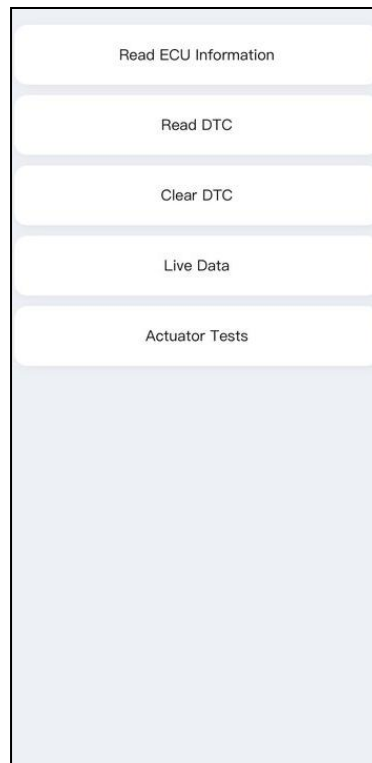 Read ECU Information
Read DTC
Clear DTC
Live Data
Actuator Tests